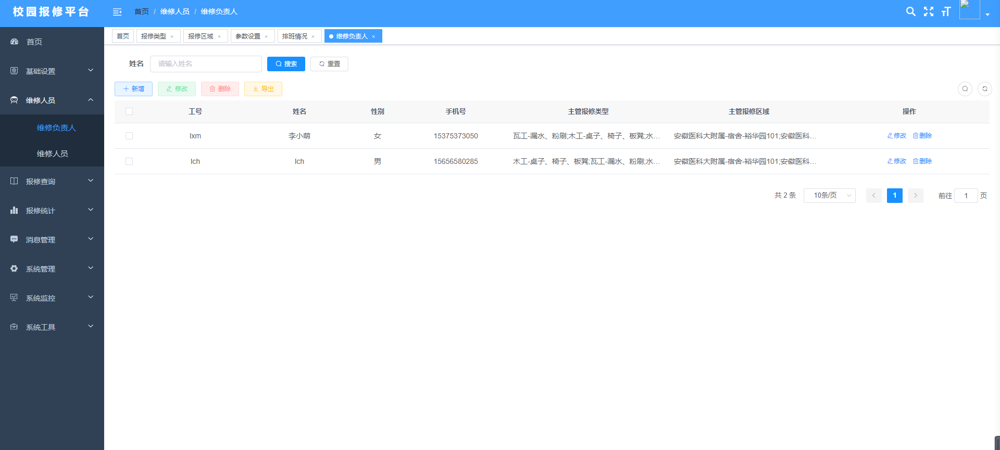 校园报修平台
首页 / 维修人员 / 维修负责人
首页
基础设置
维修人员
维修负责人
维修人员
报修查询
报修统计
消息管理
系统管理
系统监控
系统工具
首页 报修类型 × 报修区域 × 参数设置 × 排班情况 × 维修负责人 ×
姓名 请输入姓名 搜索 重置
新增 修改 删除 导出
工号 姓名 性别 手机号 主管报修类型 主管报修区域 操作
lxm 李小萌 女 15375373050 瓦工-漏水、粉刷;木工-桌子、椅子、板凳;水... 安徽医科大附属-宿舍-裕华园101;安徽医科... 修改 删除
lch lch 男 15656580285 木工-桌子、椅子、板凳;瓦工-漏水、粉刷;水... 安徽医科大附属-宿舍-裕华园101;安徽医科... 修改 删除
共 2 条 10条/页 1 前往 1 页